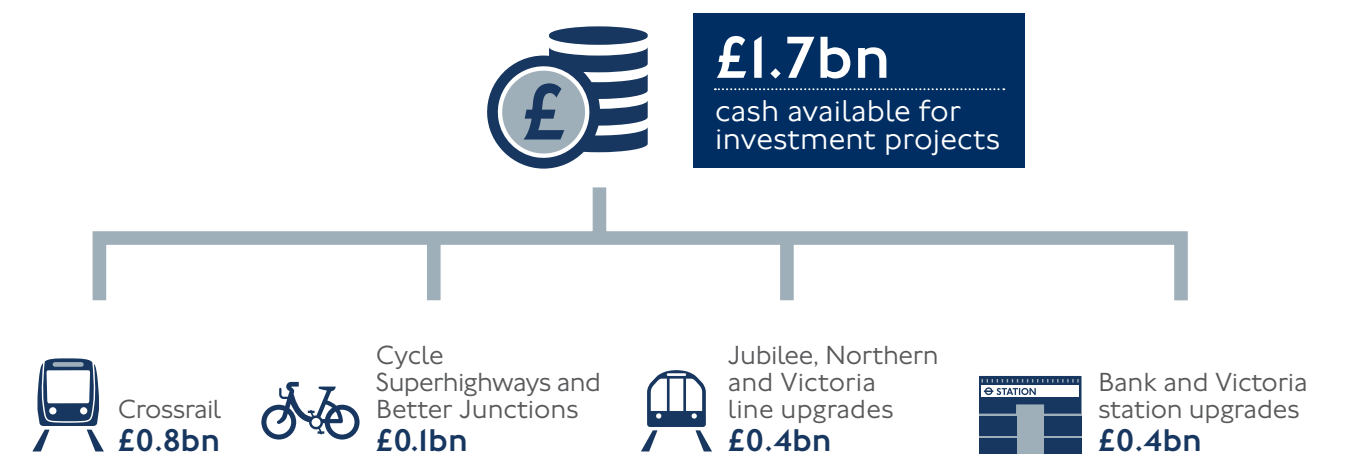 £
£1.7bn
cash available for
investment projects
Crossrail
£0.8bn
Cycle
Superhighways and
Better Junctions
£0.1bn
Jubilee, Northern
and Victoria
line upgrades
£0.4bn
STATION
Bank and Victoria
station upgrades
£0.4bn